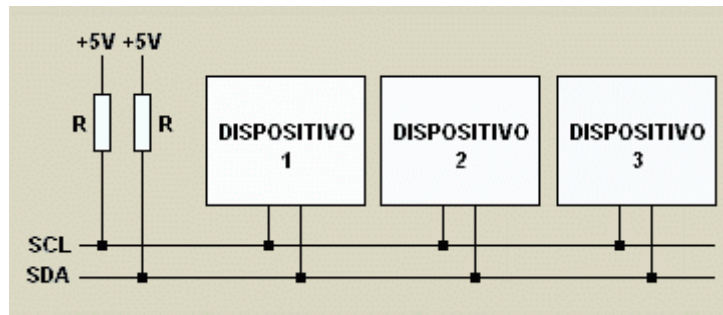 +5V +5V
R R
DISPOSITIVO 1
DISPOSITIVO 2
DISPOSITIVO 3
SCL
SDA